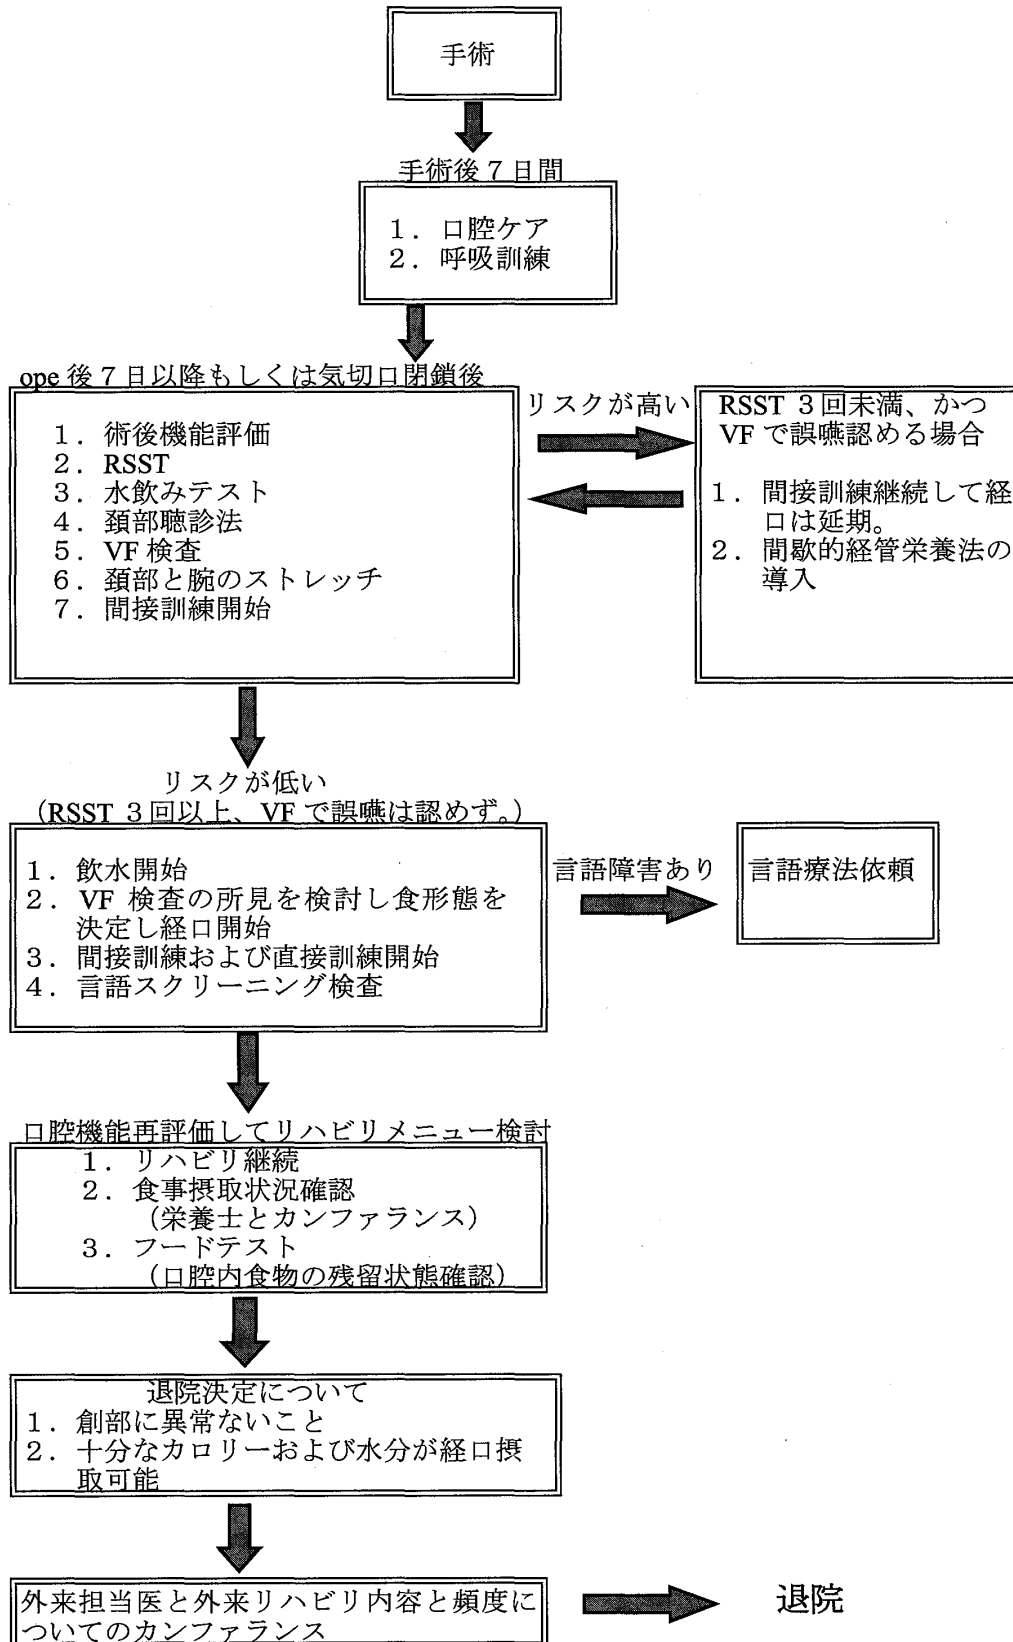 手術
手術後７日間
１．口腔ケア
２．呼吸訓練
ope 後７日以降もしくは気切口閉鎖後
１．術後機能評価
２．RSST
３．水飲みテスト
４．頚部聴診法
５．VF 検査
６．頚部と腕のストレッチ
７．間接訓練開始
リスクが高い
RSST ３回未満、かつ
VF で誤嚥認める場合
１．間接訓練継続して経
口は延期。
２．間歇的経管栄養法の
導入
リスクが低い
（RSST ３回以上、VF で誤嚥は認めず。）
１．飲水開始
２．VF 検査の所見を検討し食形態を
決定し経口開始
３．間接訓練および直接訓練開始
４．言語スクリーニング検査
言語障害あり
言語療法依頼
口腔機能再評価してリハビリメニュー検討
１．リハビリ継続
２．食事摂取状況確認
（栄養士とカンファランス）
３．フードテスト
（口腔内食物の残留状態確認）
退院決定について
１．創部に異常ないこと
２．十分なカロリーおよび水分が経口摂
取可能
外来担当医と外来リハビリ内容と頻度に
ついてのカンファランス
退院